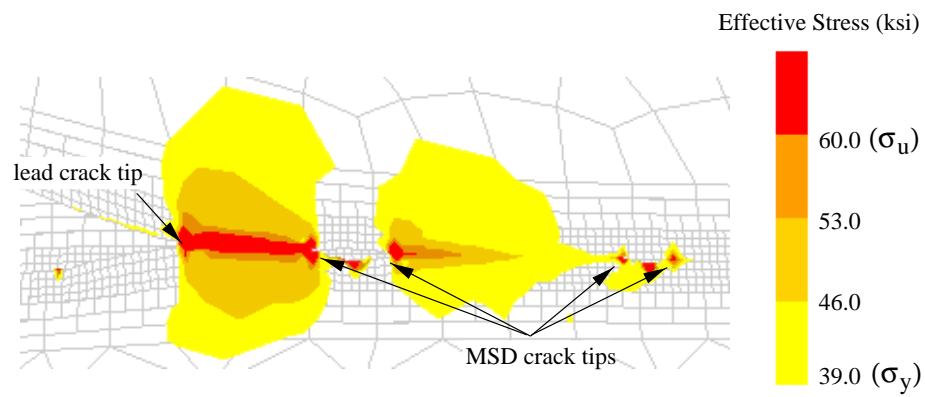 Effective Stress (ksi)
60.0 (σu)
lead crack tip
53.0
46.0
MSD crack tips
39.0 (σy)